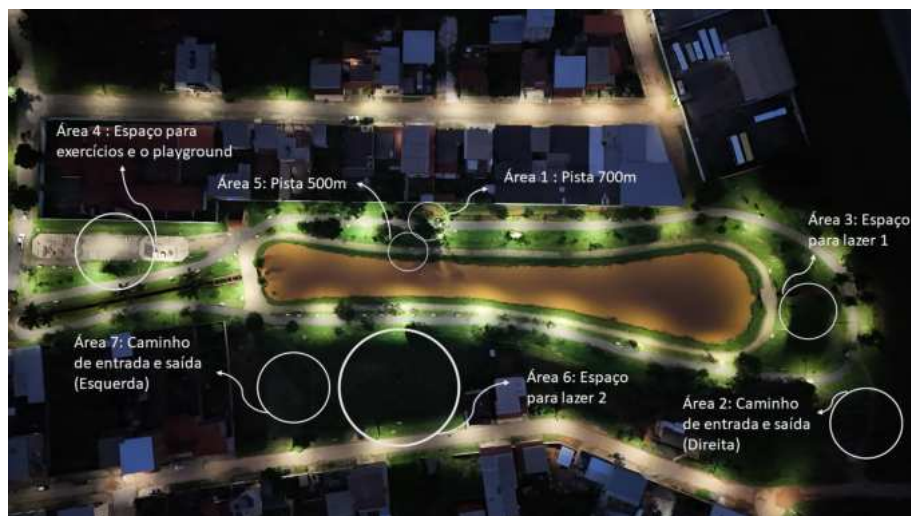 Área 4 : Espaço para
exercícios e o playground
Área 5: Pista 500m
Área 1 : Pista 700m
Área 3: Espaço
para lazer 1
Área 7: Caminho
de entrada e saída
(Esquerda)
Área 6: Espaço
para lazer 2
Área 2: Caminho
de entrada e saída
(Direita)